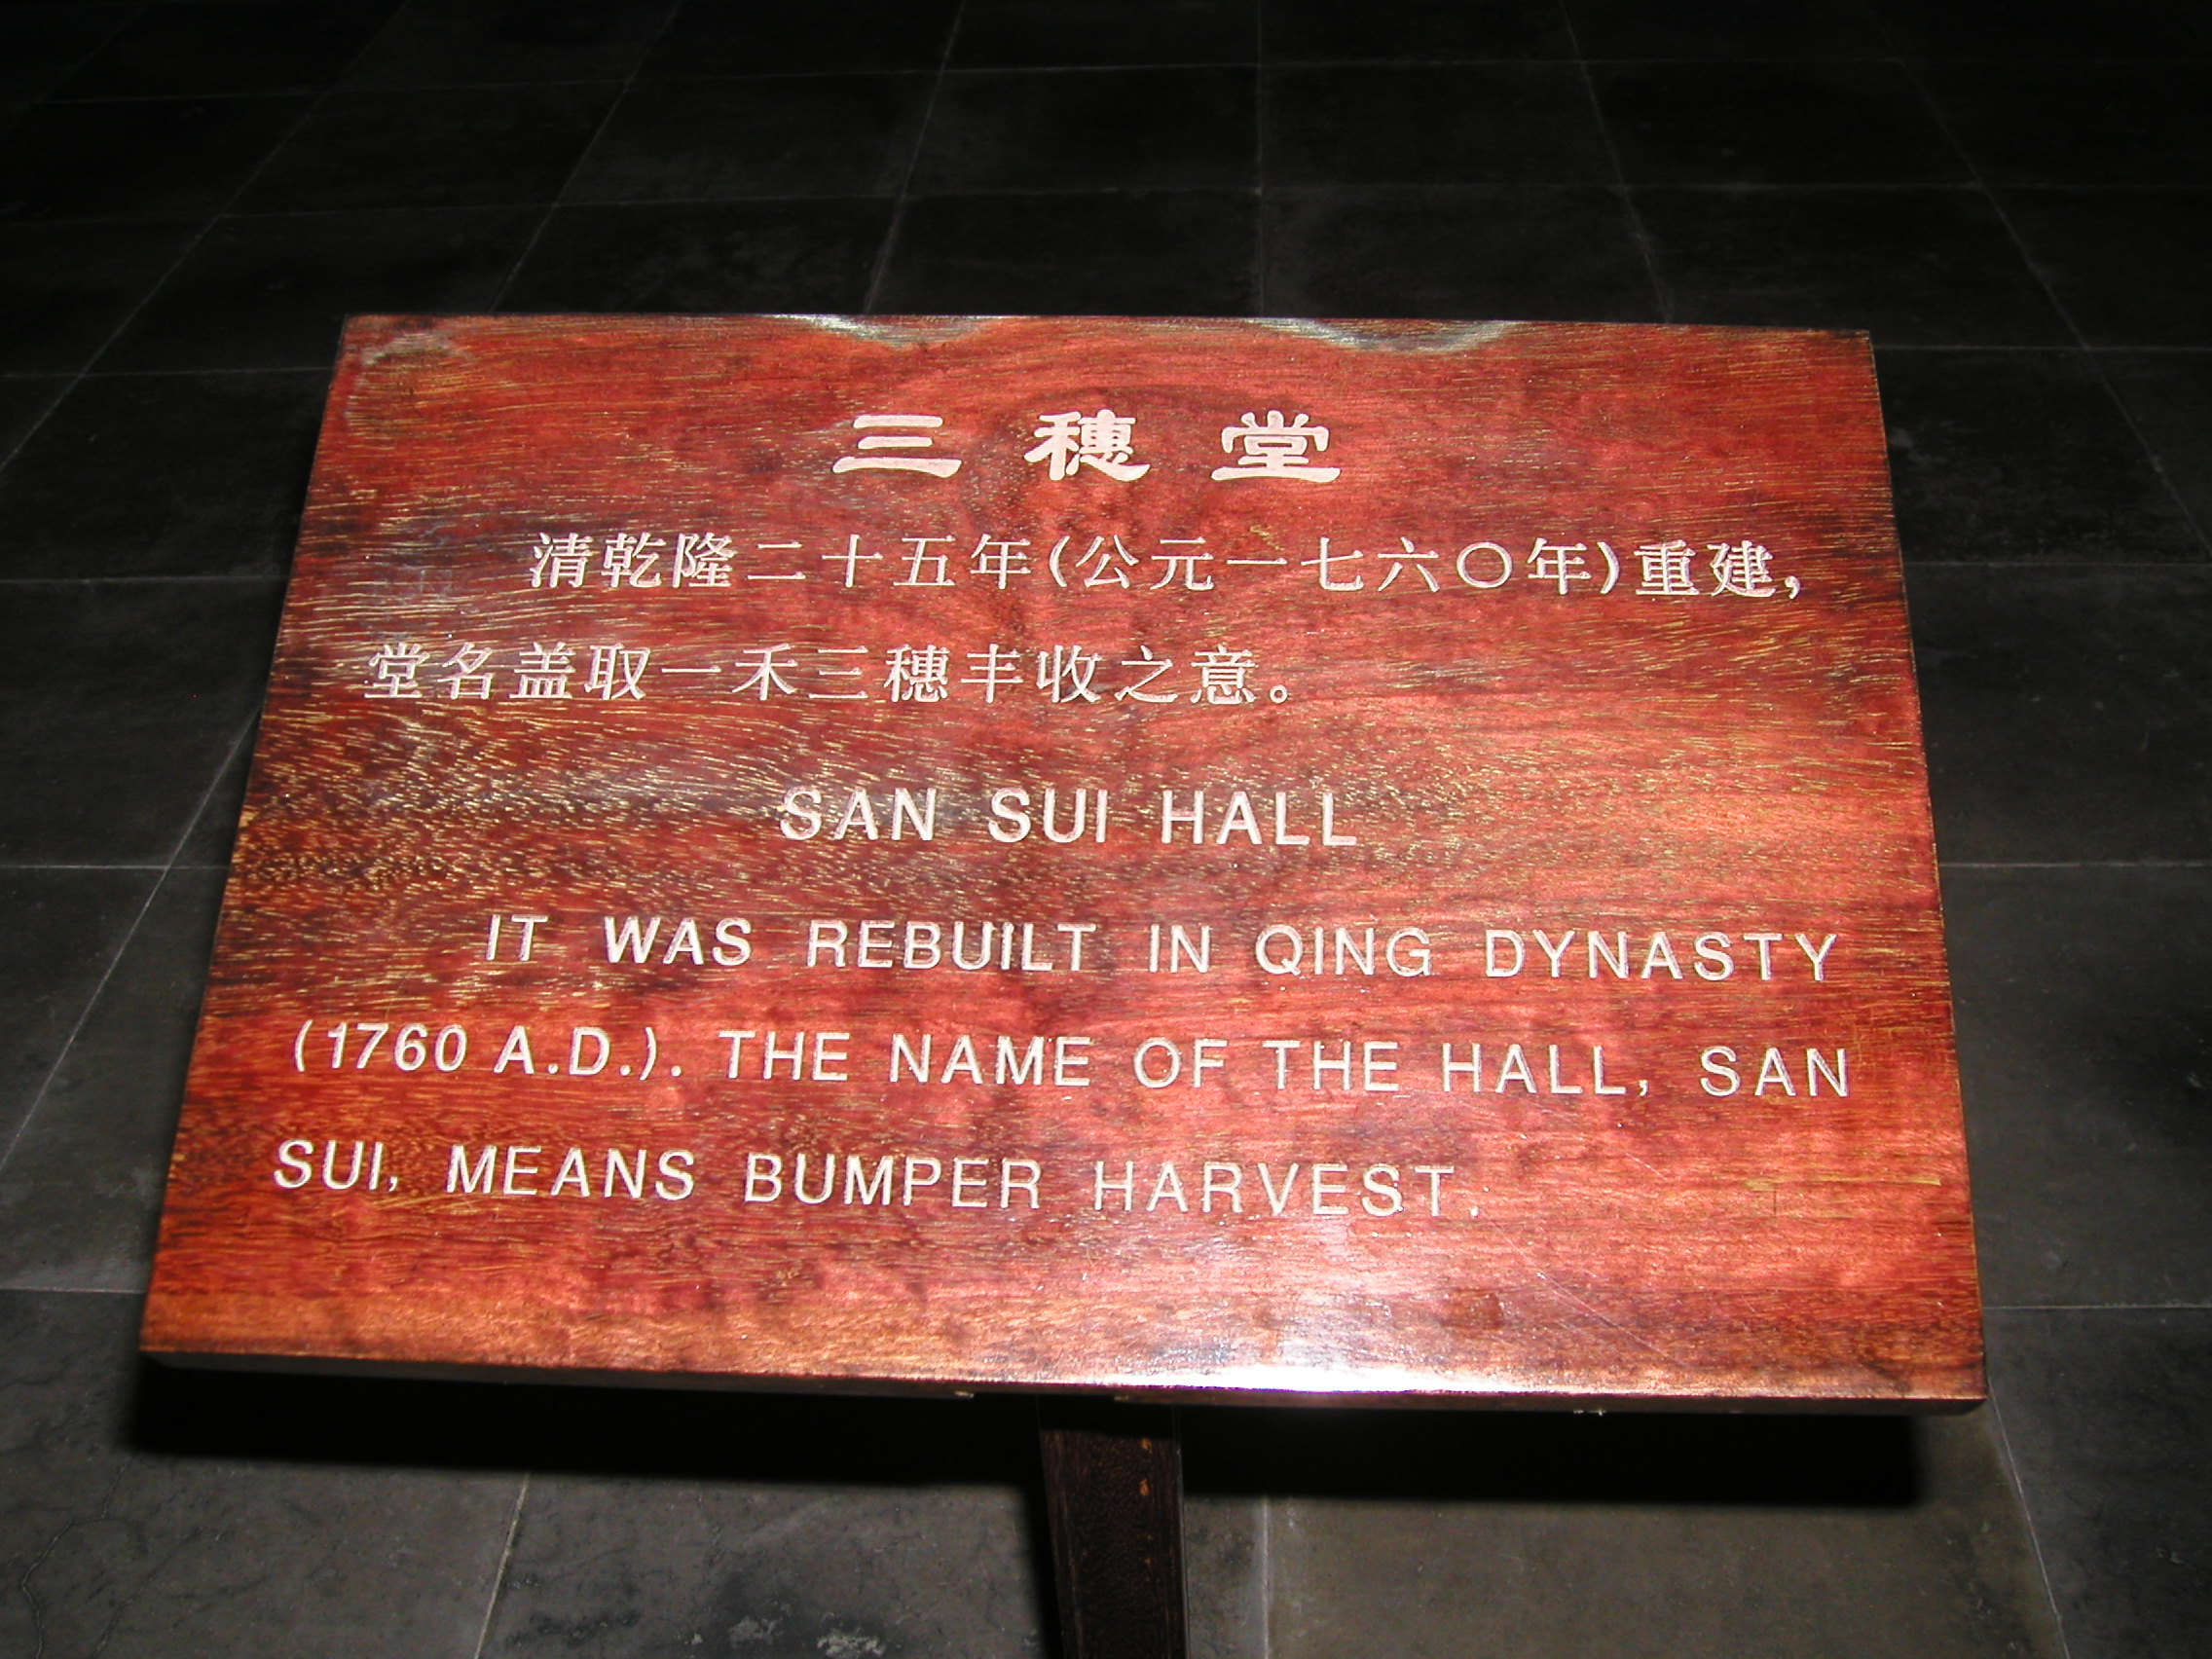 三穗堂
清乾隆二十五年(公元一七六〇年)重建,
堂名盖取一禾三穗丰收之意。
SAN SUI HALL
IT WAS REBUILT IN QING DYNASTY
(1760 A.D.). THE NAME OF THE HALL, SAN
SUI, MEANS BUMPER HARVEST.